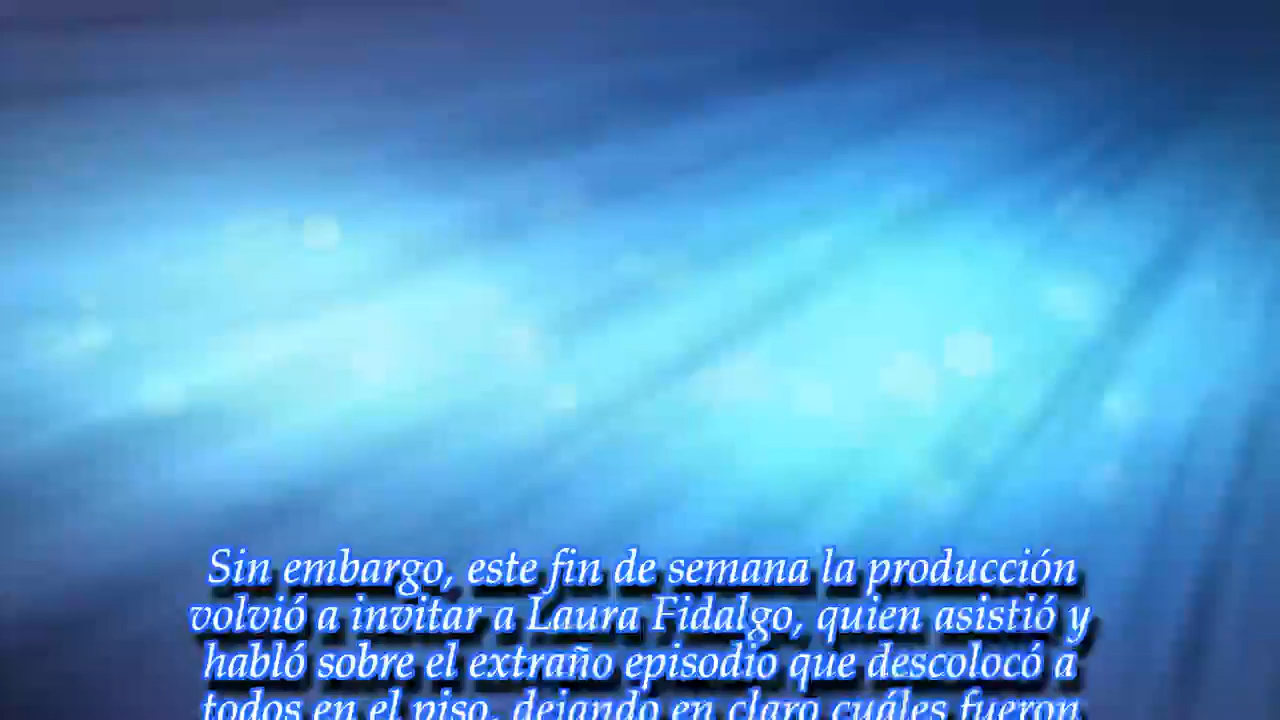 Sin embargo, este fin de semana la producción
volvió a invitar a Laura Fidalgo, quien asistió y
habló sobre el extraño episodio que descolocó a
todos en el piso, dejando en claro cuáles fueron